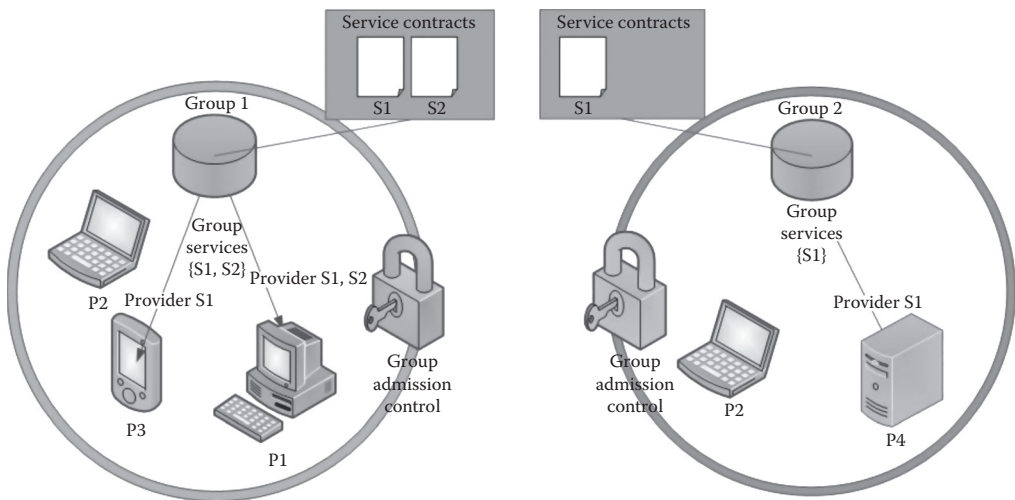 Service contracts
S1 S2
Group 1
Group
services
{S1, S2}
Provider S1, S2
P2
Provider S1
P3
P1
Group
admission
control
Service contracts
S1
Group 2
Group
services
{S1}
Provider S1
Group
admission
control
P2
P4